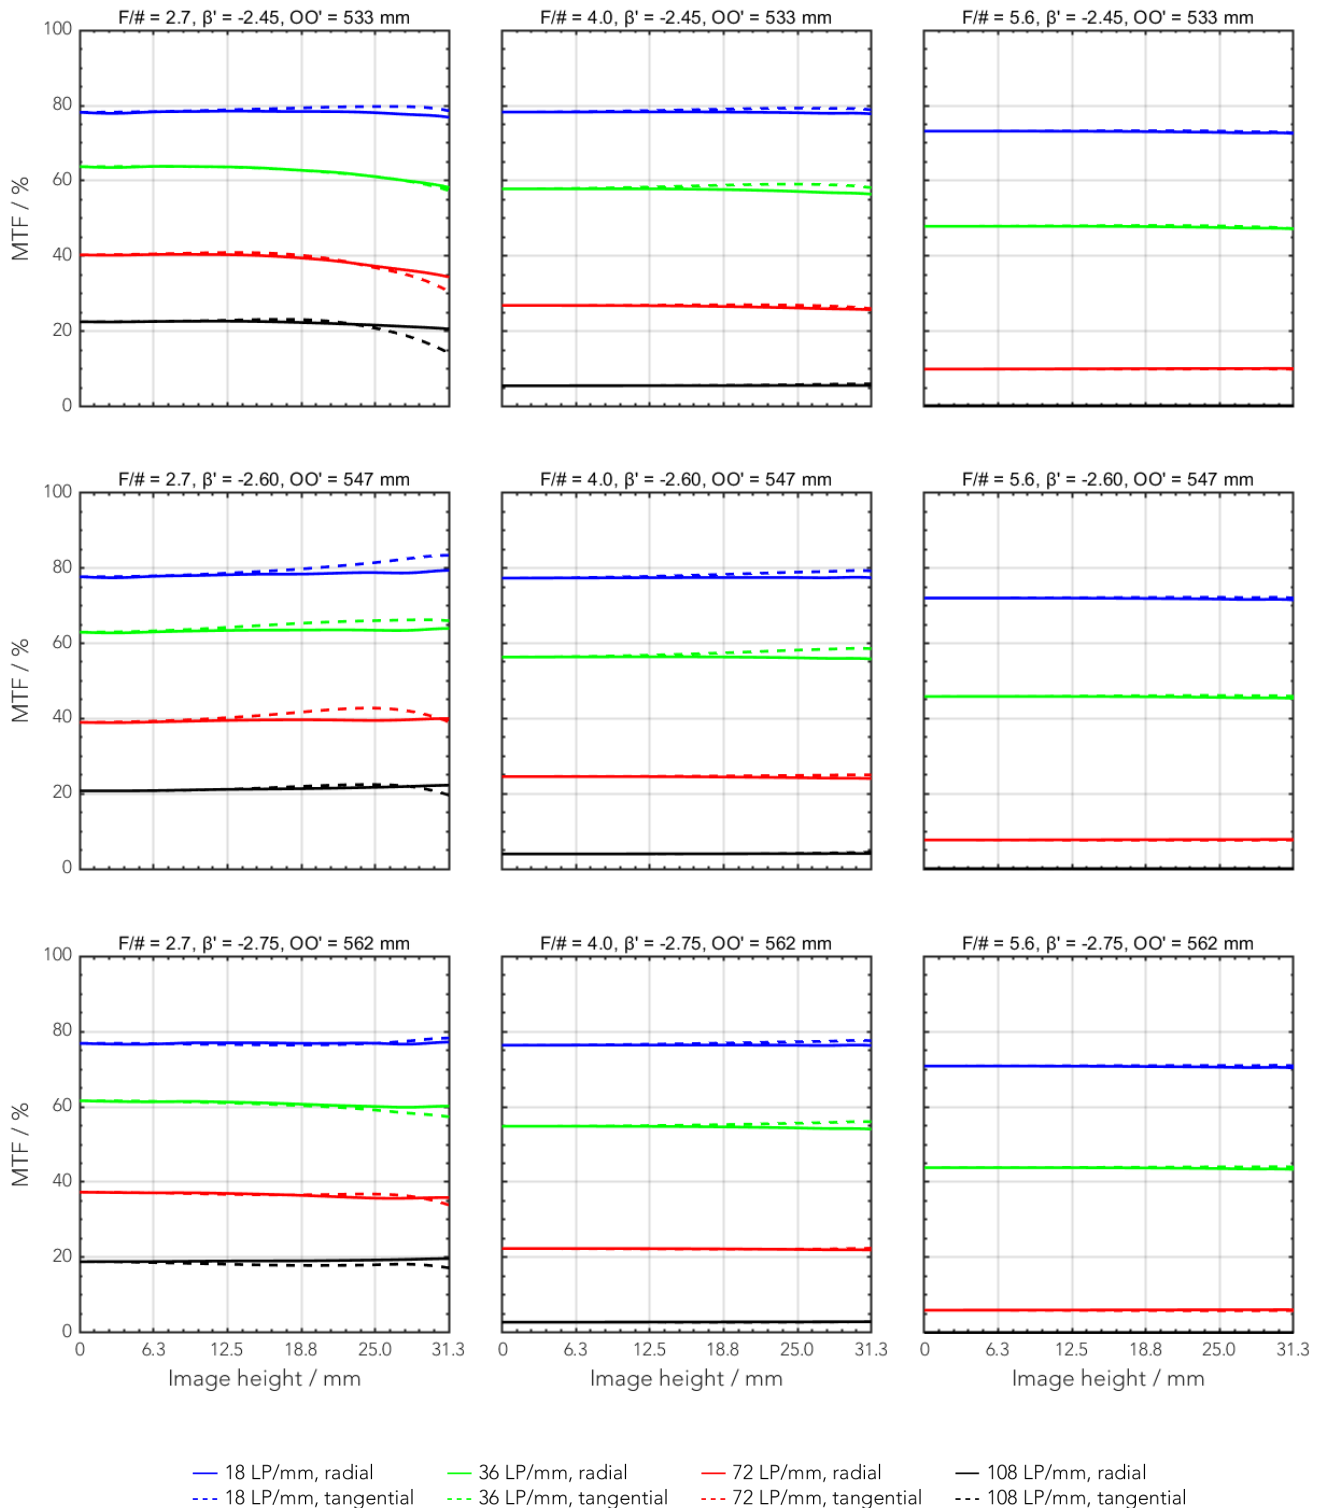 F/# = 2.7, β' = -2.45, OO' = 533 mm
F/# = 4.0, β' = -2.45, OO' = 533 mm
F/# = 5.6, β' = -2.45, OO' = 533 mm
100
80
60
40
20
0
MTF / %
F/# = 2.7, β' = -2.60, OO' = 547 mm
F/# = 4.0, β' = -2.60, OO' = 547 mm
F/# = 5.6, β' = -2.60, OO' = 547 mm
100
80
60
40
20
0
MTF / %
F/# = 2.7, β' = -2.75, OO' = 562 mm
F/# = 4.0, β' = -2.75, OO' = 562 mm
F/# = 5.6, β' = -2.75, OO' = 562 mm
100
80
60
40
20
0
MTF / %
0 6.3 12.5 18.8 25.0 31.3
0 6.3 12.5 18.8 25.0 31.3
0 6.3 12.5 18.8 25.0 31.3
Image height / mm
Image height / mm
Image height / mm
18 LP/mm, radial
36 LP/mm, radial
72 LP/mm, radial
108 LP/mm, radial
18 LP/mm, tangential
36 LP/mm, tangential
72 LP/mm, tangential
108 LP/mm, tangential